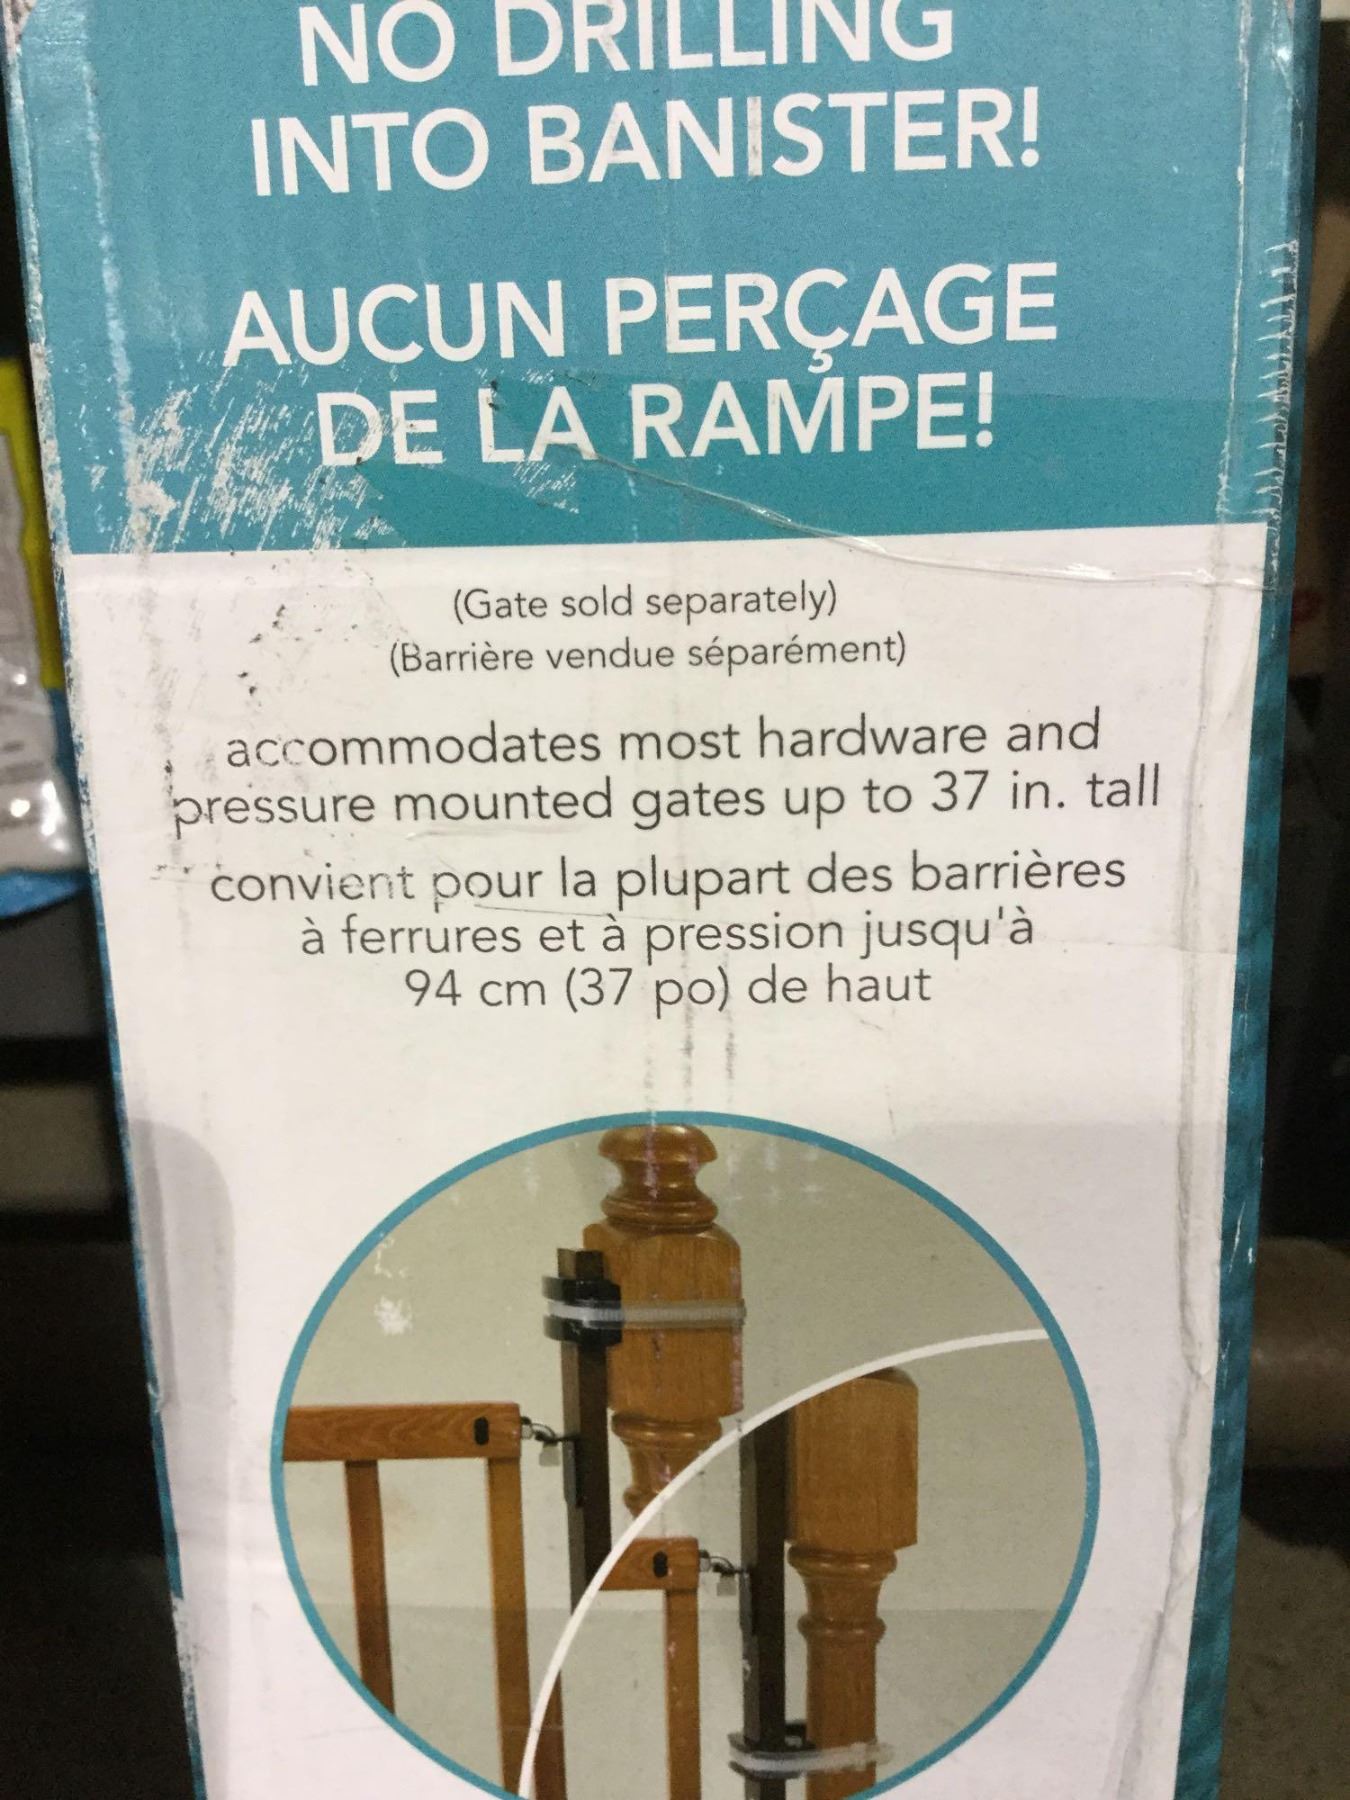 NO DRILLING
INTO BANISTER!
AUCUN PERÇAGE
DE LA RAMPE!
(Gate sold separately)
(Barrière vendue séparément)
accommodates most hardware and
pressure mounted gates up to 37 in. tall
convient pour la plupart des barrières
à ferrures et à pression jusqu'à
94 cm (37 po) de haut